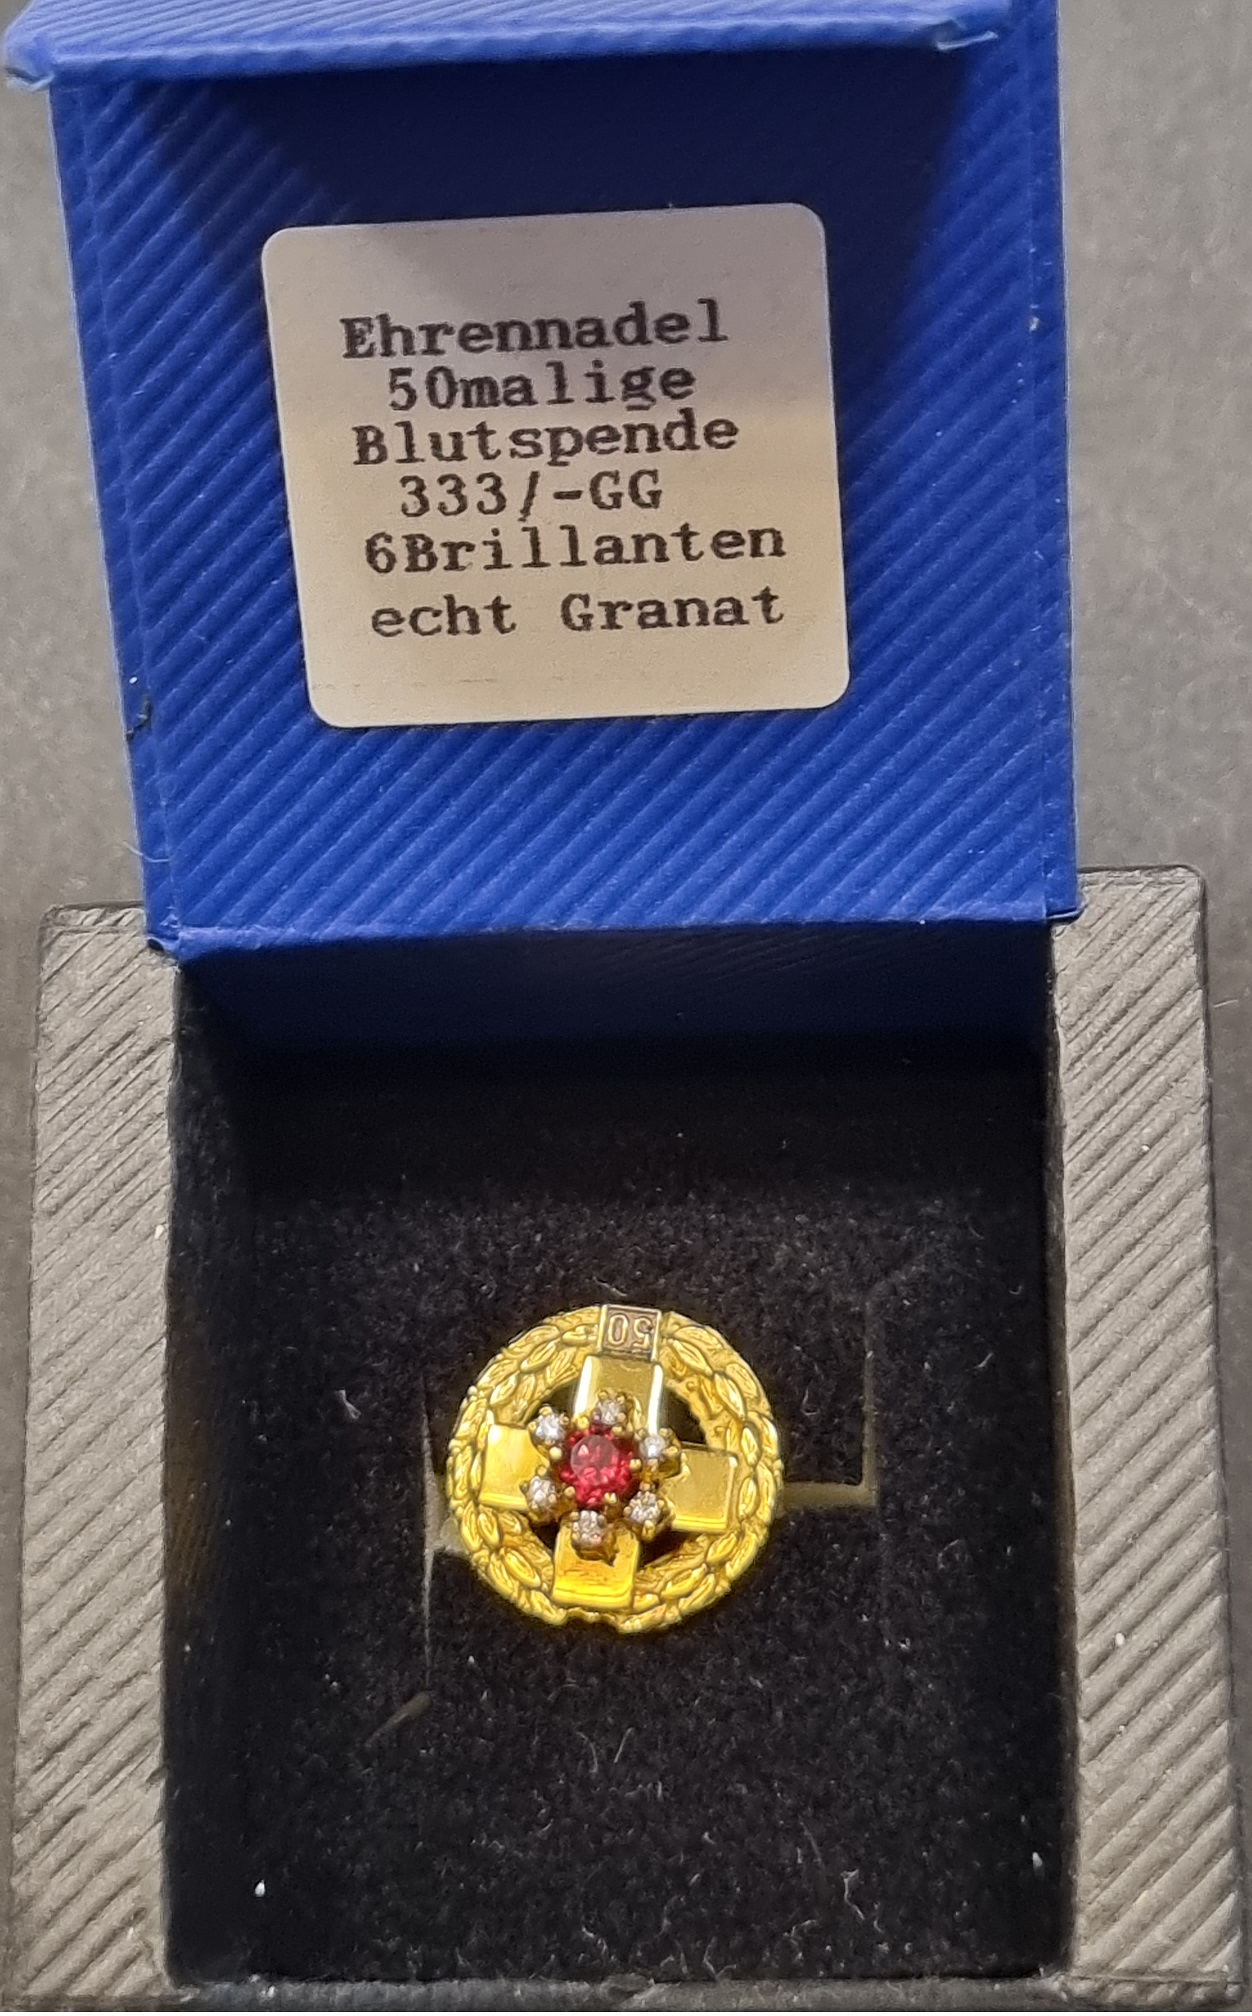 Ehrennadel
50malige
Blutspende
333/-GG
6Brillanten
echt Granat
50